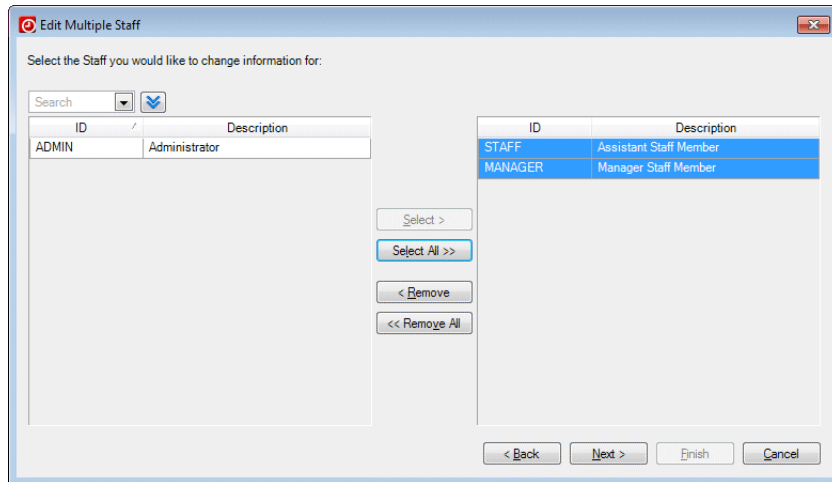 Edit Multiple Staff
Select the Staff you would like to change information for:
Search
ID Description
ADMIN Administrator
Select >
Select All >>
< Remove
<< Remove All
ID Description
STAFF Assistant Staff Member
MANAGER Manager Staff Member
< Back Next > Finish Cancel